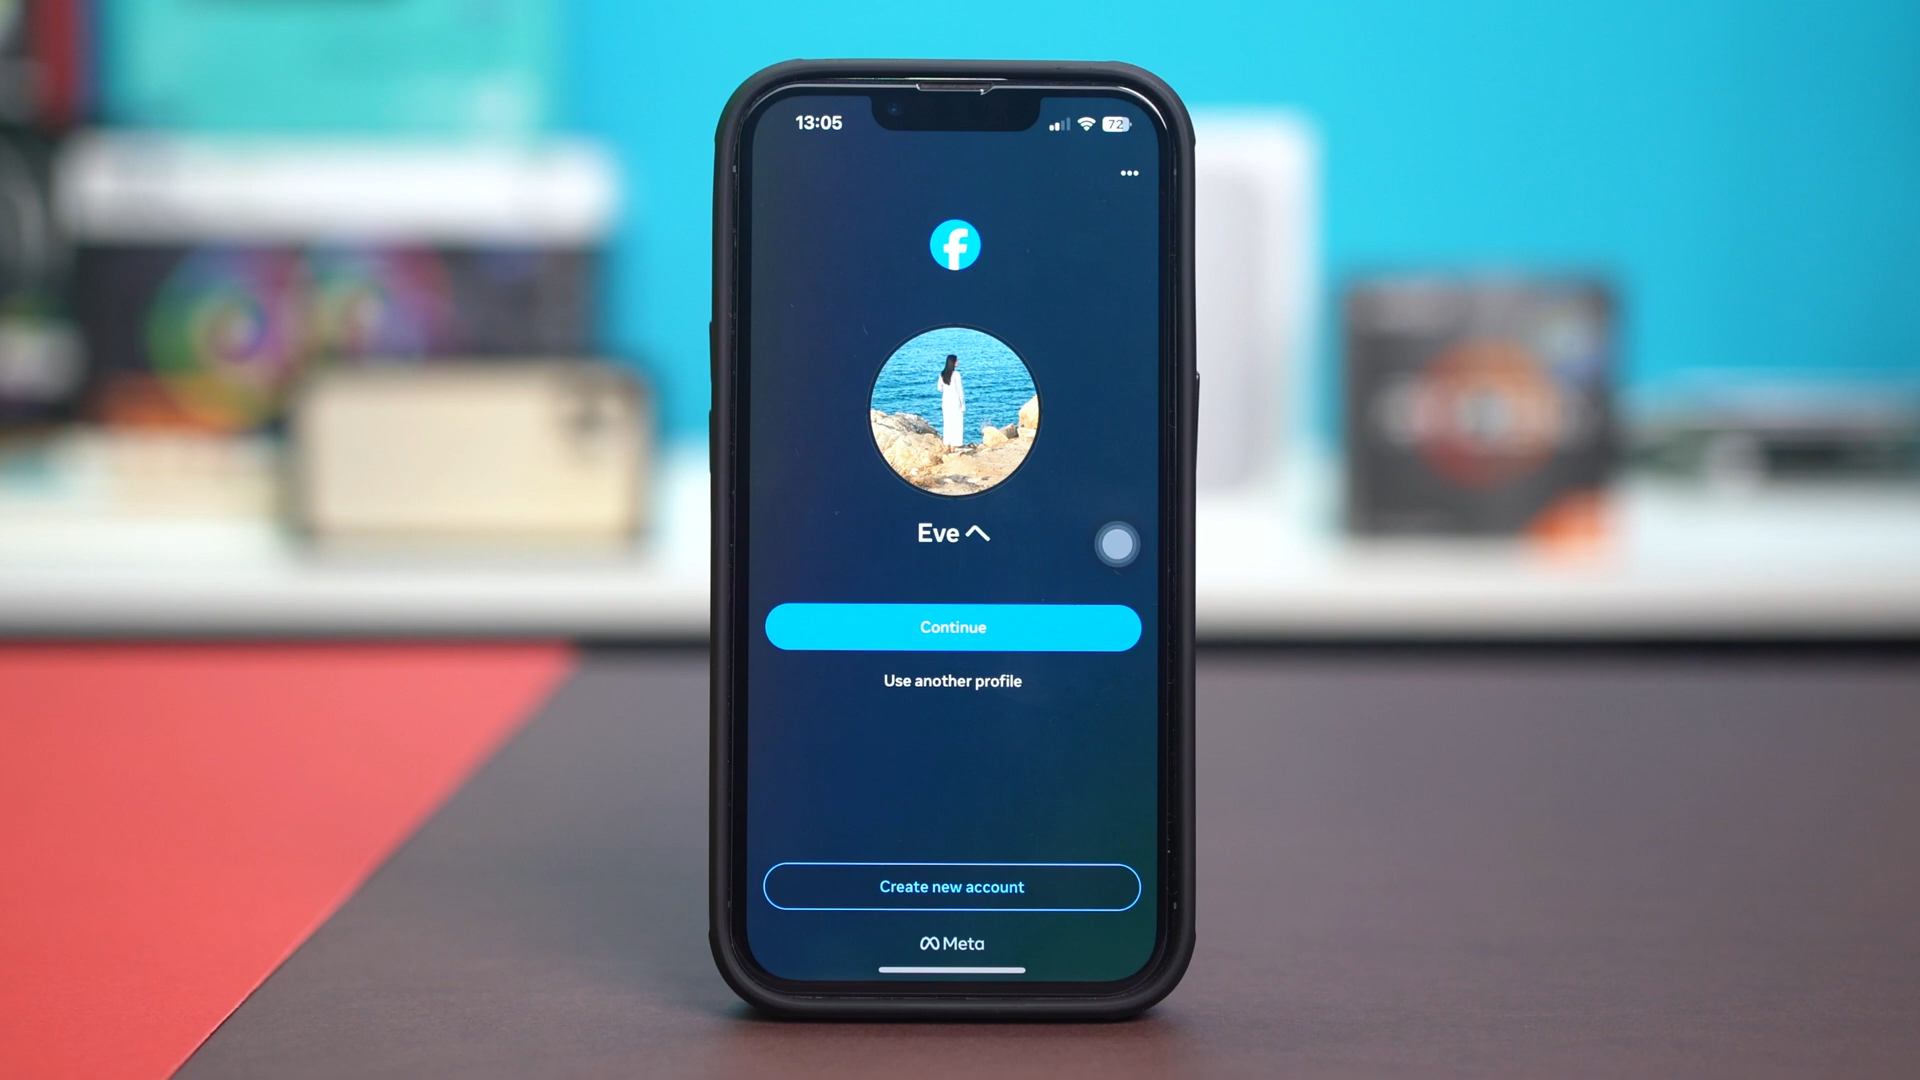 13:05
72
Eve
Continue
Use another profile
Create new account
Meta